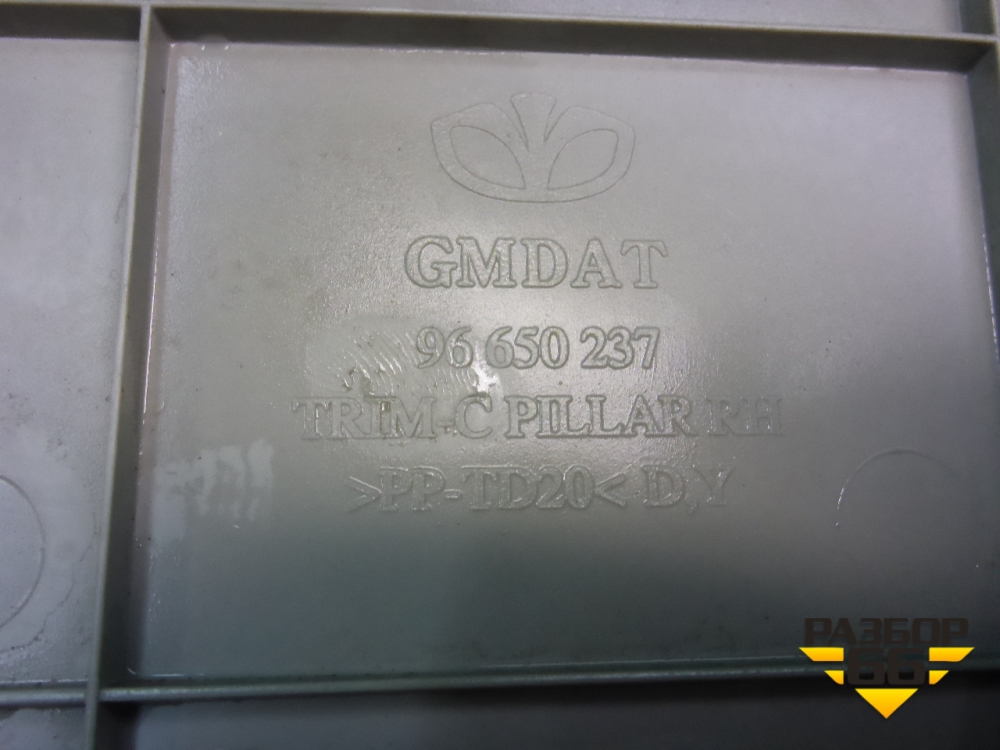 GMDAT
96 650 237
TRIM-C PILLAR RH
>PP-TD20< D,Y
РАЗБОР
66